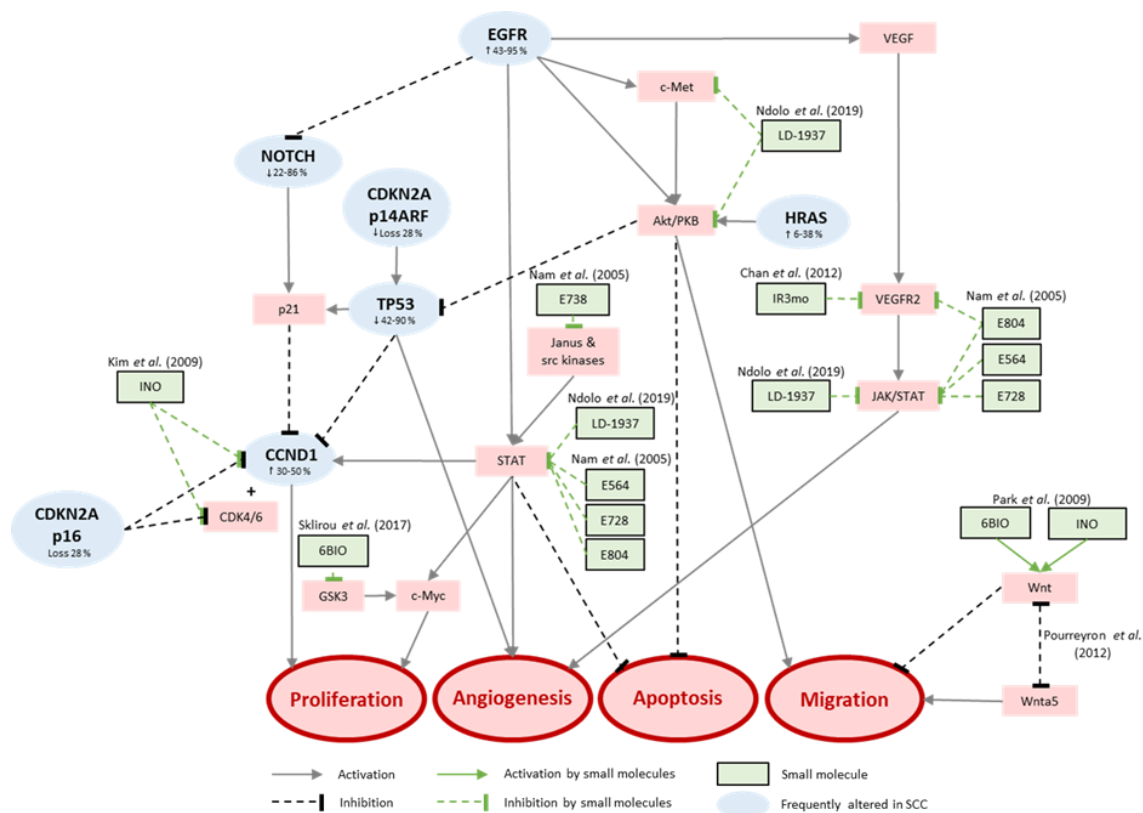 EGFR
↑ 43-95 %
VEGF
c-Met
Ndolo et al. (2019)
LD-1937
NOTCH
↓22-86 %
CDKN2A
p14ARF
↓Loss 28 %
Akt/PKB
HRAS
↑ 6-38 %
Nam et al. (2005)
E738
Chan et al. (2012)
IR3mo
VEGFR2
Nam et al. (2005)
E804
E564
E728
p21
TP53
↓ 42-90 %
Janus &
src kinases
Kim et al. (2009)
INO
Ndolo et al. (2019)
LD-1937
JAK/STAT
Ndolo et al. (2019)
LD-1937
CCND1
↑ 30-50 %
+
CDK4/6
STAT
Nam et al. (2005)
E564
E728
E804
CDKN2A
p16
Loss 28 %
Sklirou et al. (2017)
6BIO
GSK3
c-Myc
Park et al. (2009)
6BIO
INO
Wnt
Pourreyron et al.
(2012)
Wnta5
Proliferation
Angiogenesis
Apoptosis
Migration
Activation
Activation by small molecules
Small molecule
Inhibition
Inhibition by small molecules
Frequently altered in SCC